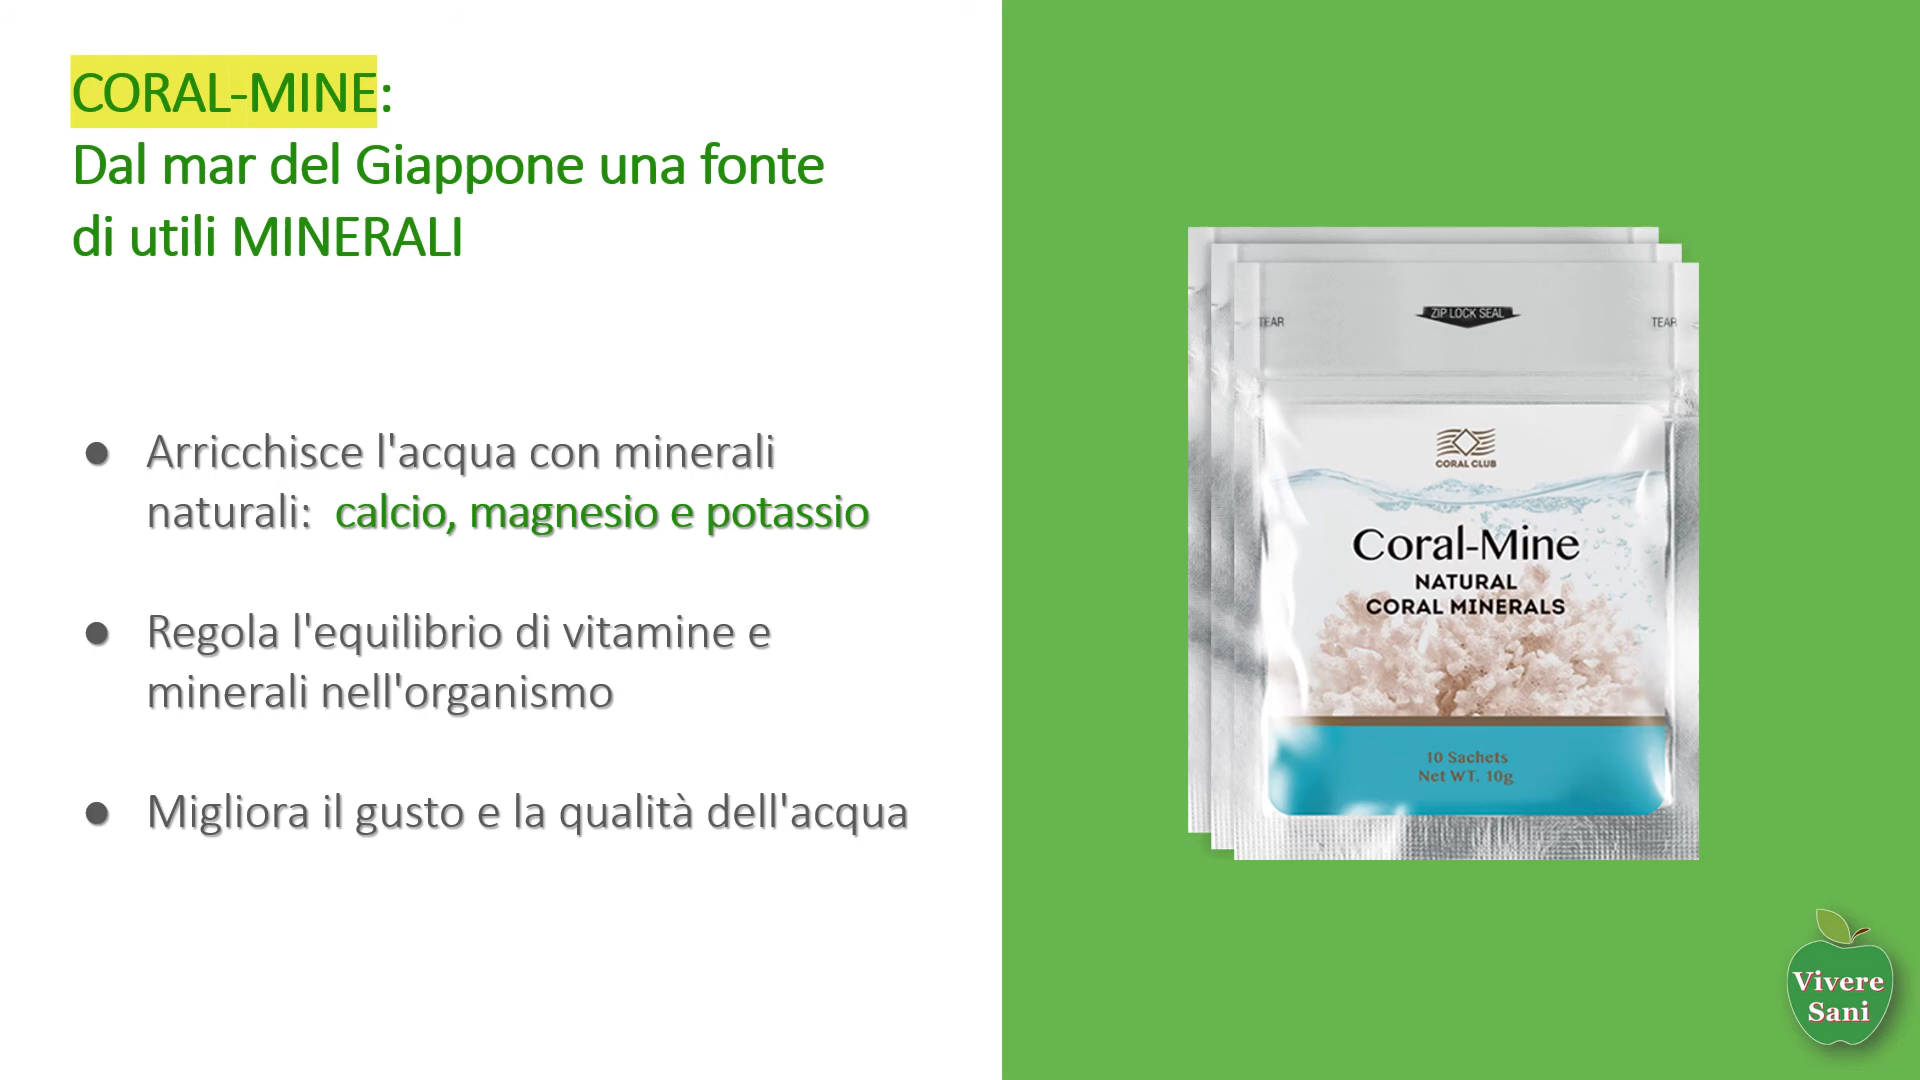 CORAL-MINE:
Dal mar del Giappone una fonte
di utili MINERALI
● Arricchisce l'acqua con minerali
naturali: calcio, magnesio e potassio
● Regola l'equilibrio di vitamine e
minerali nell'organismo
● Migliora il gusto e la qualità dell'acqua
ZIP LOCK SEAL
TEAR
TEAR
CORAL CLUB
Coral-Mine
NATURAL
CORAL MINERALS
10 Sachets
Net WT. 10g
Vivere
Sani